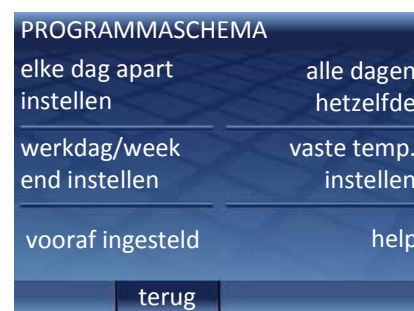 PROGRAMMASCHEMA
elke dag apart
instellen
alle dagen
hetzelfde
werkdag/week
end instellen
vaste temp.
instellen
vooraf ingesteld
help
terug